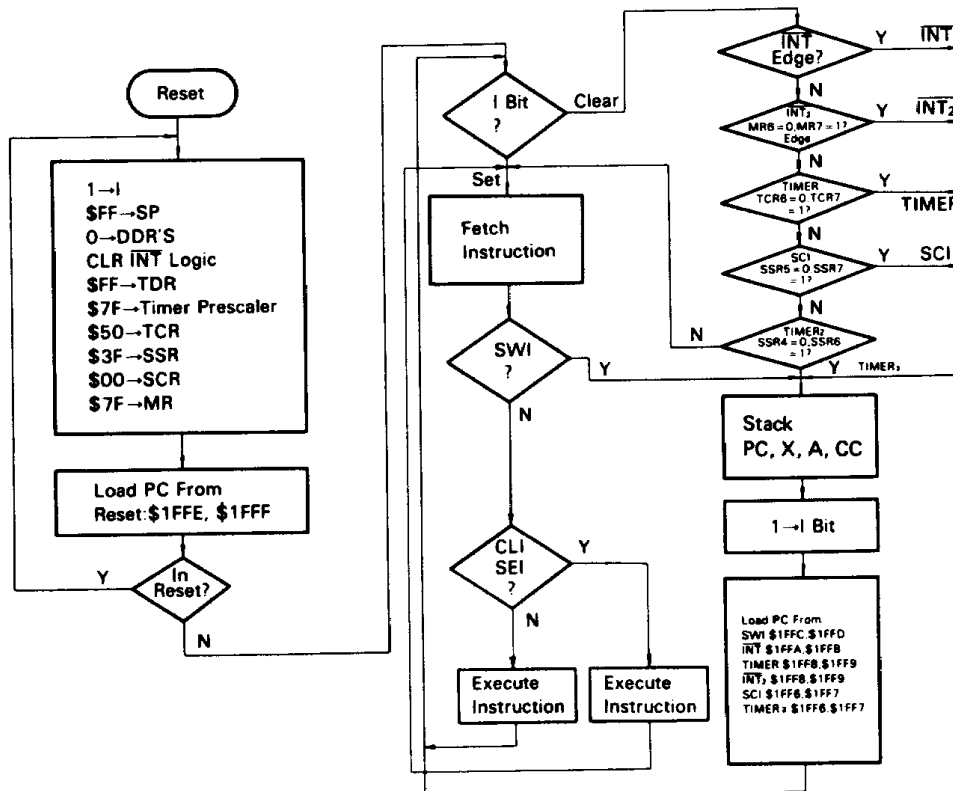 Reset
1→I
$FF→SP
0→DDR'S
CLR INT Logic
$FF→TDR
$7F→Timer Prescaler
$50→TCR
$3F→SSR
$00→SCR
$7F→MR
Load PC From
Reset:$1FFE, $1FFF
In
Reset?
Y
N
I Bit
?
Clear
Set
Fetch
Instruction
SWI
?
Y
N
CLI
SEI
?
Y
N
Execute
Instruction
Execute
Instruction
INT
Edge?
Y
INT
N
INT₂
MR6=0,MR7=1?
Edge
Y
INT₂
N
TIMER
TCR6=0,TCR7
=1?
Y
TIMER
N
SCI
SSR5=0,SSR7
=1?
Y
SCI
N
TIMER₂
SSR4=0,SSR6
=1?
N
Y
TIMER₂
Stack
PC, X, A, CC
1→I Bit
Load PC From
SWI $1FFC,$1FFD
INT $1FFA,$1FFB
TIMER $1FF8,$1FF9
INT₂ $1FF8,$1FF9
SCI $1FF6,$1FF7
TIMER₂ $1FF6,$1FF7